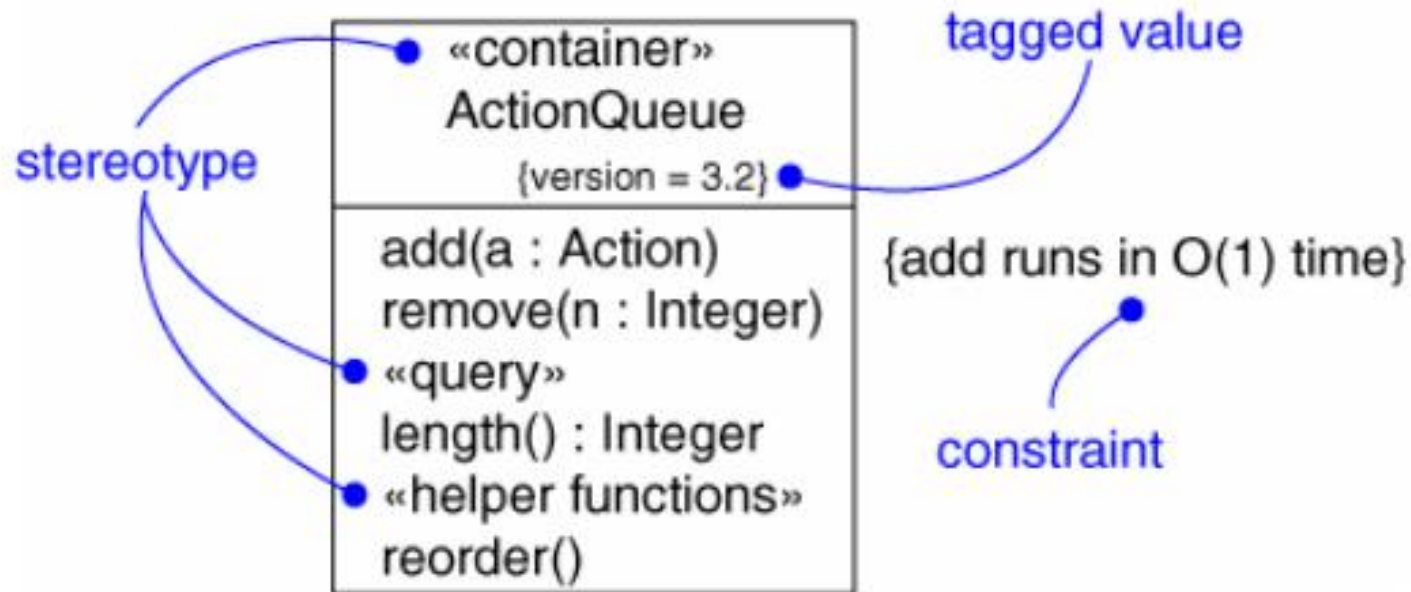 tagged value
«container»
ActionQueue
stereotype
{version = 3.2}
add(a : Action)
{add runs in O(1) time}
remove(n : Integer)
«query»
length() : Integer
constraint
«helper functions»
reorder()